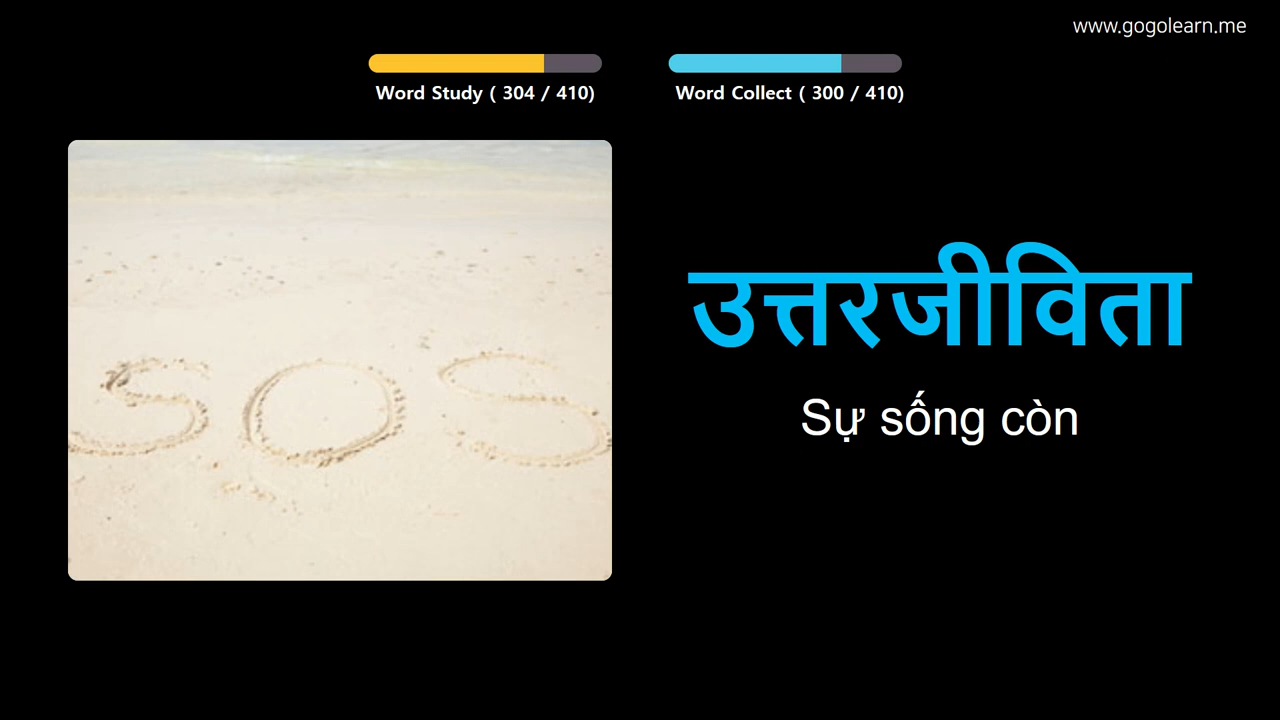 www.gogolearn.me
Word Study ( 304 / 410)
Word Collect ( 300 / 410)
SOS
उत्तरजीविता
Sự sống còn